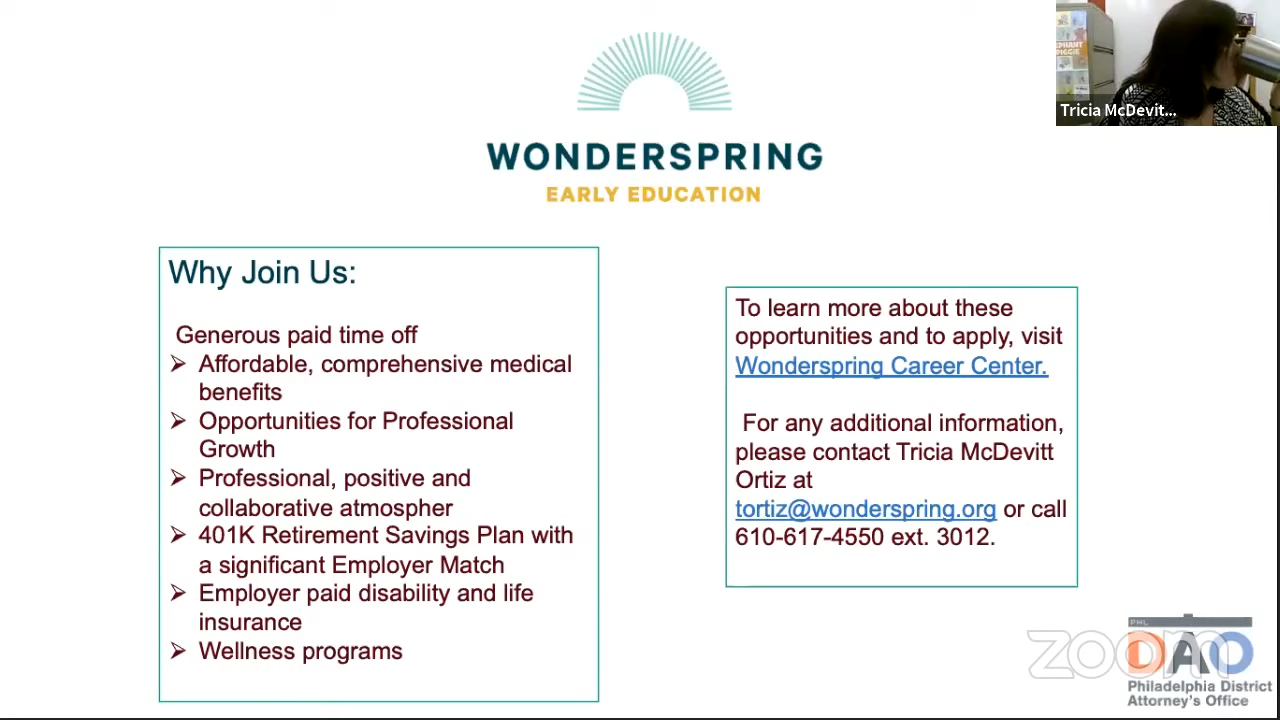 WONDERSPRING
EARLY EDUCATION
Tricia McDevit...
Why Join Us:
Generous paid time off
➢ Affordable, comprehensive medical
benefits
➢ Opportunities for Professional
Growth
➢ Professional, positive and
collaborative atmospher
➢ 401K Retirement Savings Plan with
a significant Employer Match
➢ Employer paid disability and life
insurance
➢ Wellness programs
To learn more about these
opportunities and to apply, visit
Wonderspring Career Center.
For any additional information,
please contact Tricia McDevitt
Ortiz at
tortiz@wonderspring.org or call
610-617-4550 ext. 3012.
PHL
DAO
zoom
Philadelphia District
Attorney's Office